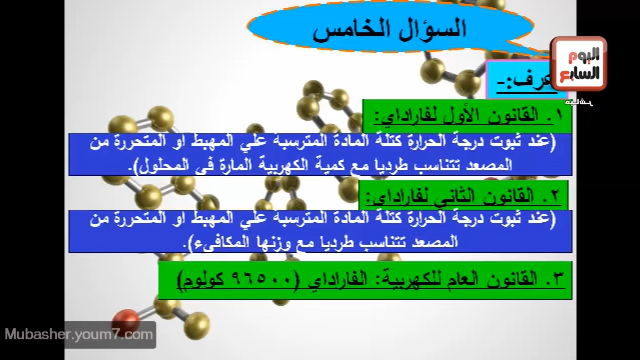 السؤال الخامس
اليوم
السابع
عرف:-
١. القانون الأول لفاراداي:
(عند ثبوت درجة الحرارة كتلة المادة المترسبة علي المهبط او المتحررة من
المصعد تتناسب طرديا مع كمية الكهربية المارة في المحلول).
٢. القانون الثاني لفاراداي:
(عند ثبوت درجة الحرارة كتلة المادة المترسبة علي المهبط او المتحررة من
المصعد تتناسب طرديا مع وزنها المكافىء).
٣. القانون العام للكهربية: الفاراداي (٩٦٥٠٠ كولوم)
Mubasher.youm7.com